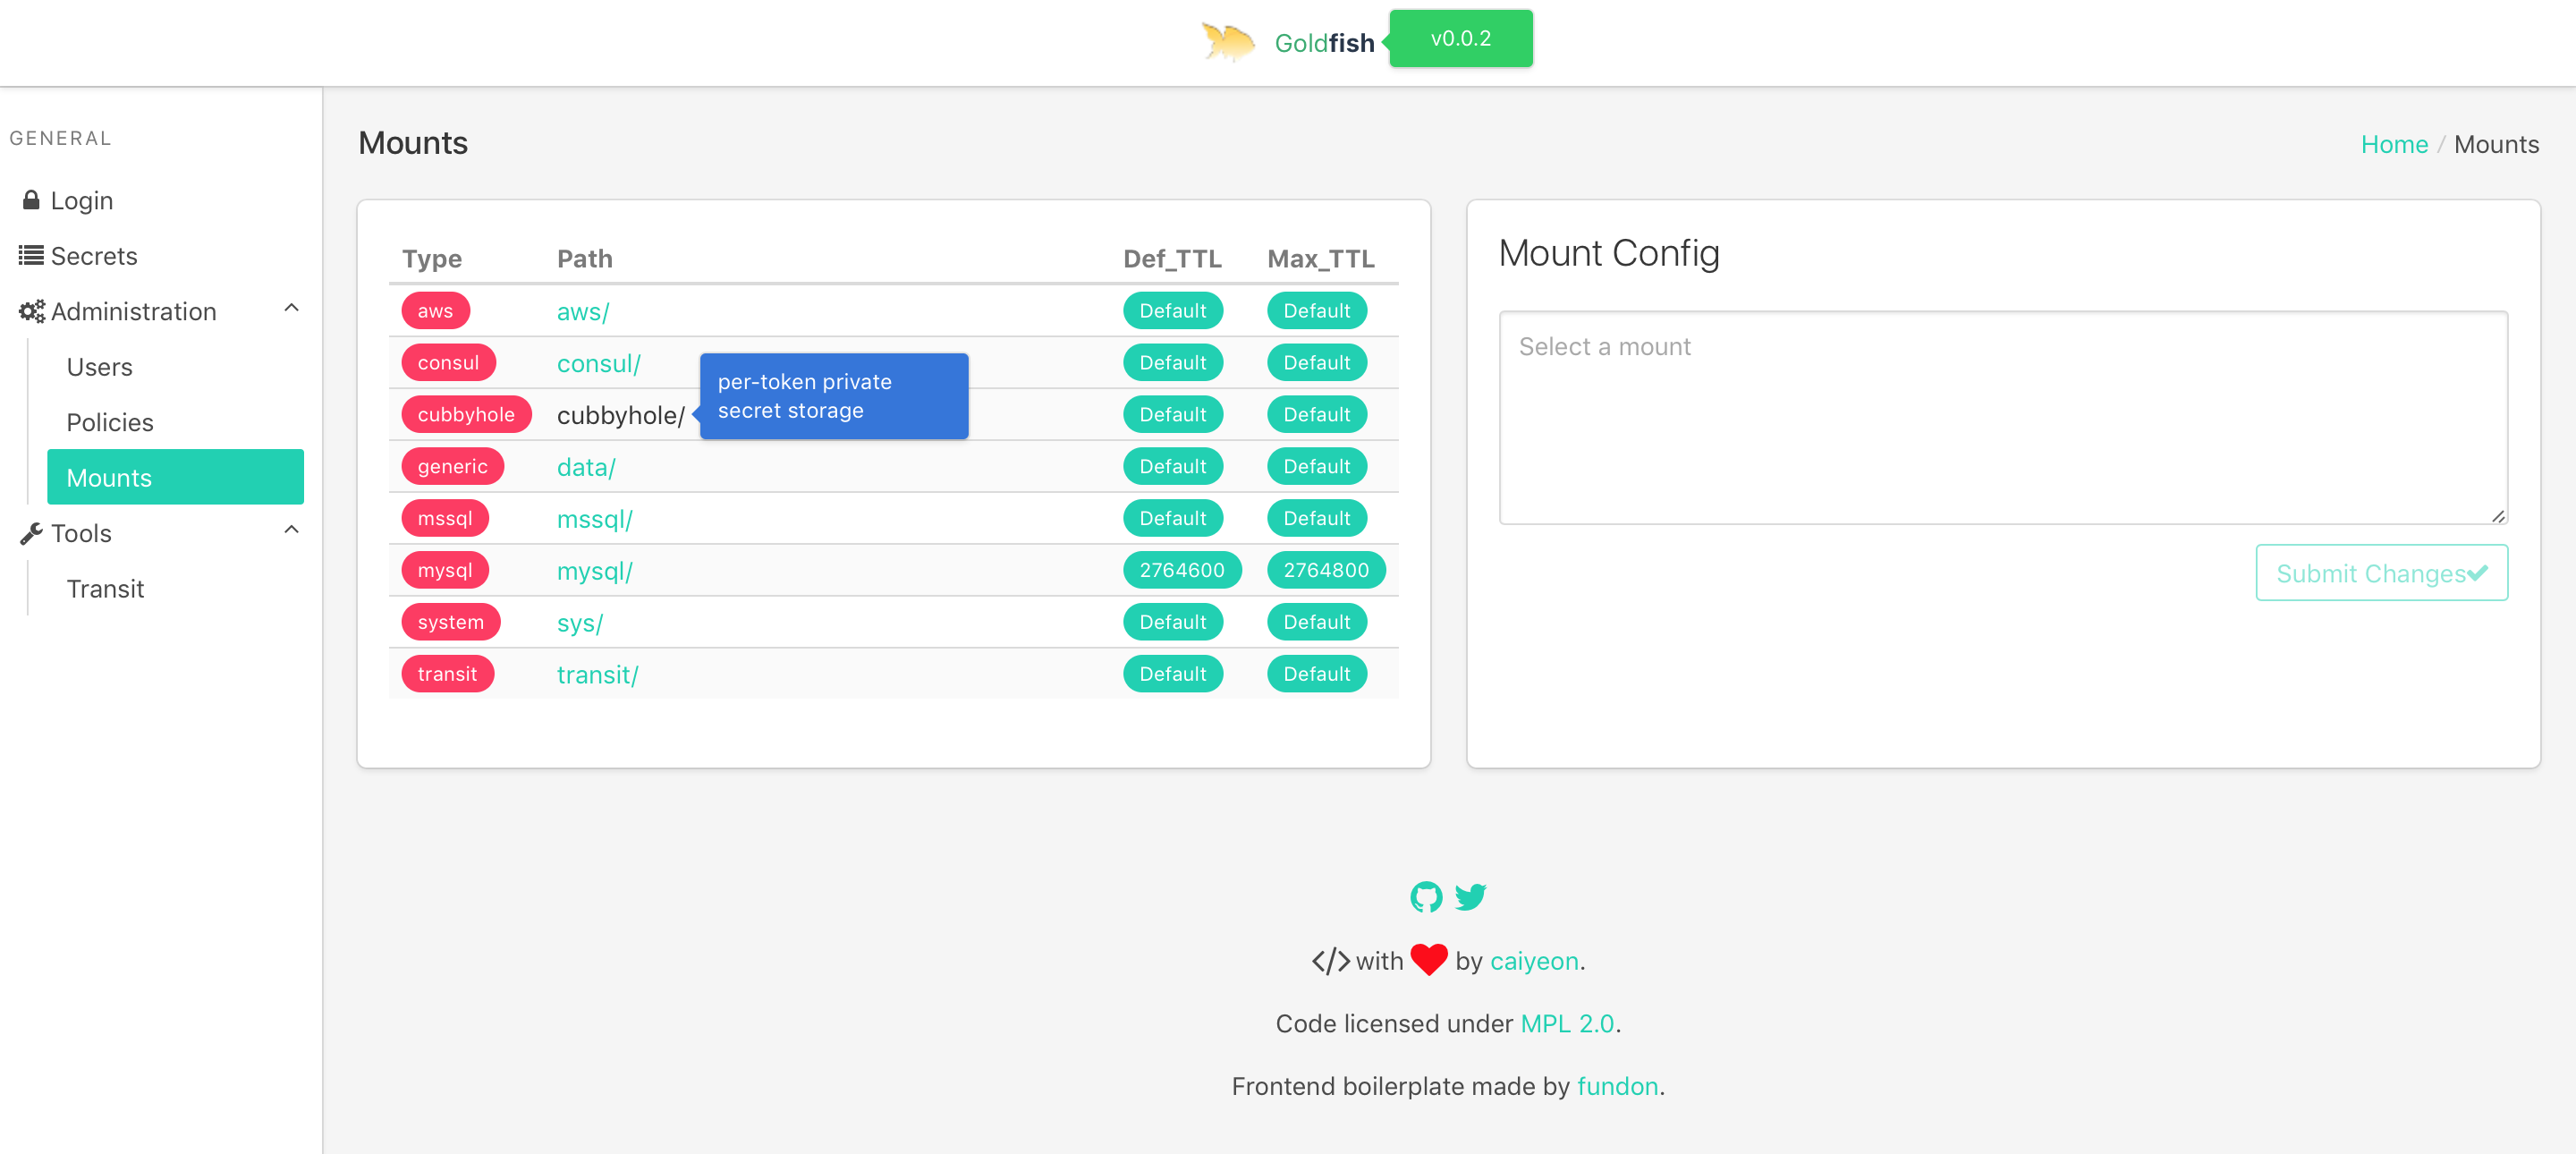 Goldfish v0.0.2
GENERAL
Login
Secrets
Administration
Users
Policies
Mounts
Tools
Transit
Mounts
Home / Mounts
Type Path Def_TTL Max_TTL
aws aws/ Default Default
consul consul/ Default Default
cubbyhole cubbyhole/ Default Default
per-token private
secret storage
generic data/ Default Default
mssql mssql/ Default Default
mysql mysql/ 2764600 2764800
system sys/ Default Default
transit transit/ Default Default
Mount Config
Select a mount
Submit Changes
</> with by caiyeon.
Code licensed under MPL 2.0.
Frontend boilerplate made by fundon.